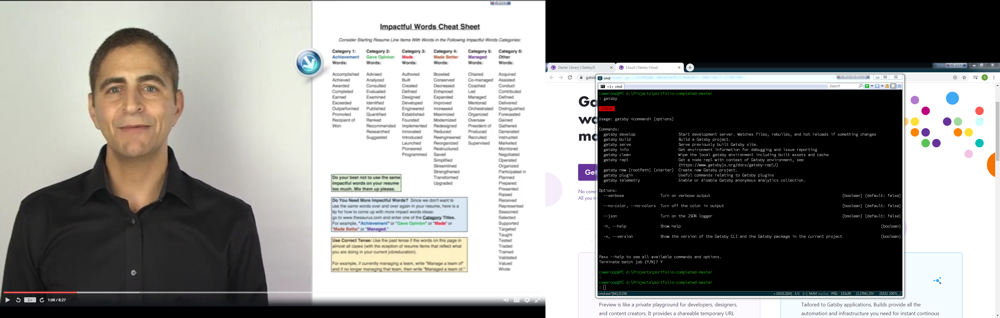 Impactful Words Cheat Sheet
Consider Starting Resume Line Items With Words in the Following Impactful Words Categories:
Category 1:
Achievement
Words:
Accomplished
Achieved
Awarded
Completed
Earned
Exceeded
Outperformed
Promoted
Recipient of
Won
Category 2:
Gave Opinion
Words:
Advised
Analyzed
Consulted
Evaluated
Examined
Identified
Published
Quantified
Ranked
Recommended
Researched
Suggested
Category 3:
Made
Words:
Authored
Built
Created
Defined
Designed
Developed
Engineered
Established
Founded
Implemented
Innovated
Introduced
Launched
Pioneered
Programmed
Category 4:
Made Better
Words:
Boosted
Conserved
Decreased
Enhanced
Expanded
Improved
Increased
Maximized
Modernized
Redesigned
Reduced
Reengineered
Reorganized
Restructured
Saved
Simplified
Streamlined
Strengthened
Transformed
Upgraded
Category 5:
Managed
Words:
Chaired
Co-managed
Coached
Led
Managed
Mentored
Orchestrated
Organized
Oversaw
President of
Produced
Recruited
Supervised
Category 6:
Other
Words:
Acquired
Assisted
Conduct
Contributed
Defined
Delivered
Distinguished
Forecasted
Gained
Gathered
Generated
Instructed
Marketed
Monitored
Negotiated
Operated
Organized
Participated in
Planned
Prepared
Presented
Raised
Received
Represented
Seasoned
Selected
Supported
Targeted
Taught
Tested
Traded
Trained
Validated
Valued
Wrote
Do your best not to use the same
impactful words on your resume
too much. Mix them up please.
Do You Need More Impactful Words? Since we don't want to
use the same words over and over again in your resume, here is a
tip for how to come up with more impact words ideas:
go to www.thesaurus.com and enter one of the Category Titles.
For example, "Achievement" or "Gave Opinion" or "Made" or
"Made Better" or "Managed."
Use Correct Tense: Use the past tense if the words on this page in
almost all cases (with the eception of resume items that reflect what
you are doing in your current job/education).
For example, if currently managing a team, write "Manage a team of"
and if no longer managing that team, then write "Managed a team of."
2x
1:08 / 8:27
CC
Starter Library | GatsbyJS
Cloud | Gatsby Cloud
gatsb
S
Ga
wo
mo
Get
No comm
All you n
cmd
<1> cmd
Search
cswaroop@PC d:\Projects\portfolio-completed-master
$ gatsby
ERROR
Usage: gatsby <command> [options]
Commands:
gatsby develop Start development server. Watches files, rebuilds, and hot reloads if something changes
gatsby build Build a Gatsby project.
gatsby serve Serve previously built Gatsby site.
gatsby info Get environment information for debugging and issue reporting
gatsby clean Wipe the local gatsby environment including built assets and cache
gatsby repl Get a node repl with context of Gatsby environment, see
(https://www.gatsbyjs.org/docs/gatsby-repl/)
gatsby new [rootPath] [starter] Create new Gatsby project.
gatsby plugin Useful commands relating to Gatsby plugins
gatsby telemetry Enable or disable Gatsby anonymous analytics collection.
Options:
--verbose Turn on verbose output [boolean] [default: false]
--no-color, --no-colors Turn off the color in output [boolean] [default: false]
--json Turn on the JSON logger [boolean] [default: false]
-h, --help Show help [boolean]
-v, --version Show the version of the Gatsby CLI and the Gatsby package in the current project [boolean]
Pass --help to see all available commands and options.
Terminate batch job (Y/N)? Y
cswaroop@PC d:\Projects\portfolio-completed-master
$
cswaroop@PC d:\Projects\portfolio-completed-master
$
cmd.exe*[64]:21356
« 191012[64] 1/1 [+] NUM InpGrp PRI↕ 133x39 (3,2704) 25V 21032 100%
Preview is like a private playground for developers, designers,
and content creators. It provides a shareable temporary URL
Tailored to Gatsby applications, Builds provide all the
automation and infrastructure you need for instant continous